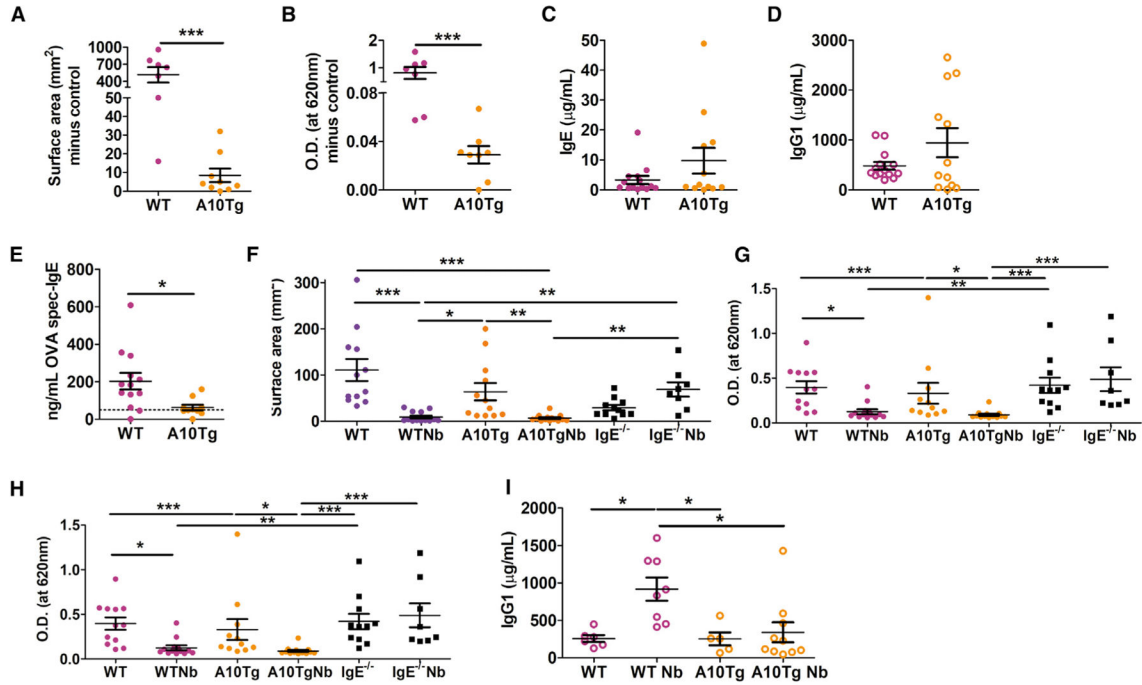 A
Surface area (mm²)
minus control
1000
700
400
100
50
40
30
20
10
0
***
WT
A10Tg
B
O.D. (at 620nm)
minus control
2
1
0.08
0.04
0.00
***
WT
A10Tg
C
IgE (μg/mL)
50
40
30
20
10
0
WT
A10Tg
D
IgG1 (μg/mL)
3000
2000
1000
0
WT
A10Tg
E
ng/mL OVA spec-IgE
800
600
400
200
0
*
WT
A10Tg
F
Surface area (mm⁻)
300
200
100
0
***
***
**
*
**
**
WT
WTNb
A10Tg
A10TgNb
IgE⁻/⁻
IgE⁻/⁻Nb
G
O.D. (at 620nm)
1.5
1.0
0.5
0.0
***
***
*
***
**
*
WT
WTNb
A10Tg
A10TgNb
IgE⁻/⁻
IgE⁻/⁻Nb
H
O.D. (at 620nm)
1.5
1.0
0.5
0.0
***
***
*
***
**
*
WT
WTNb
A10Tg
A10TgNb
IgE⁻/⁻
IgE⁻/⁻Nb
I
IgG1 (μg/mL)
2000
1500
1000
500
0
*
*
*
WT
WT Nb
A10Tg
A10Tg Nb